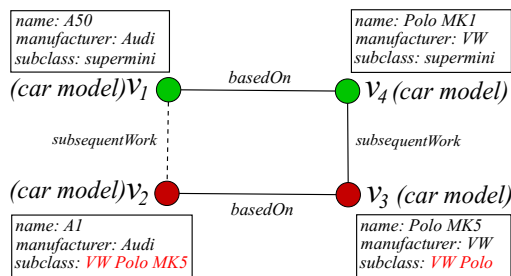 name: A50
manufacturer: Audi
subclass: supermini
name: Polo MK1
manufacturer: VW
subclass: supermini
(car model) v1
basedOn
v4 (car model)
subsequentWork
subsequentWork
(car model) v2
basedOn
v3 (car model)
name: A1
manufacturer: Audi
subclass: VW Polo MK5
name: Polo MK5
manufacturer: VW
subclass: VW Polo